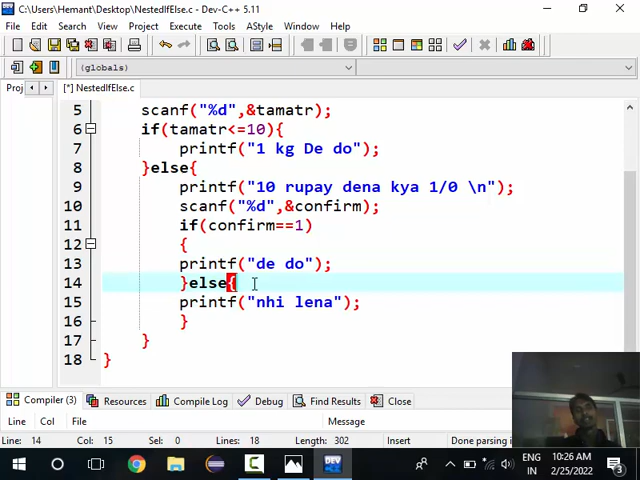 C:\Users\Hemant\Desktop\NestedIfElse.c - Dev-C++ 5.11
File Edit Search View Project Execute Tools AStyle Window Help
(globals)
Proj [*] NestedIfElse.c
5 scanf("%d",&tamatr);
6 if(tamatr<=10){
7 printf("1 kg De do");
8 }else{
9 printf("10 rupay dena kya 1/0 \n");
10 scanf("%d",&confirm);
11 if(confirm==1)
12 {
13 printf("de do");
14 }else{
15 printf("nhi lena");
16 }
17 }
18 }
Compiler (3) Resources Compile Log Debug Find Results Close
Line Col File Message
Line: 14 Col: 15 Sel: 0 Lines: 18 Length: 302 Insert Done parsing i
DEV
ENG
IN
10:26 AM
2/25/2022
3